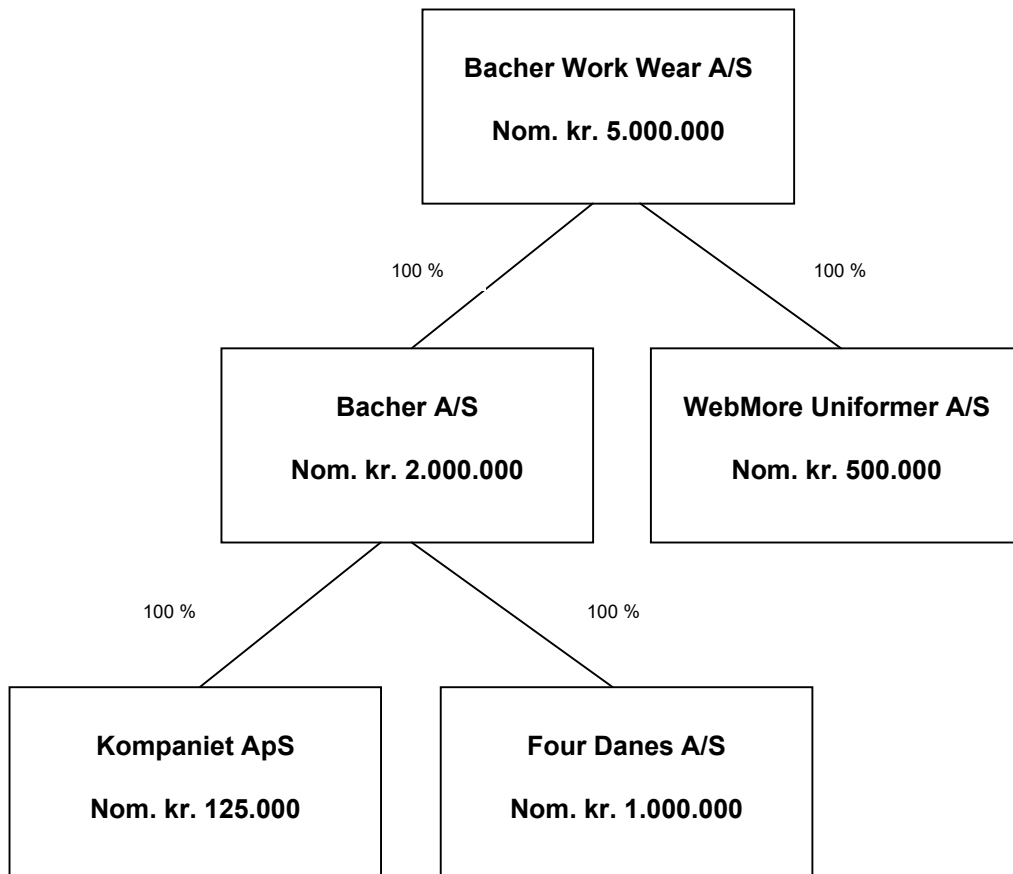 Bacher Work Wear A/S
Nom. kr. 5.000.000
100 %
100 %
Bacher A/S
Nom. kr. 2.000.000
WebMore Uniformer A/S
Nom. kr. 500.000
100 %
100 %
Kompaniet ApS
Nom. kr. 125.000
Four Danes A/S
Nom. kr. 1.000.000